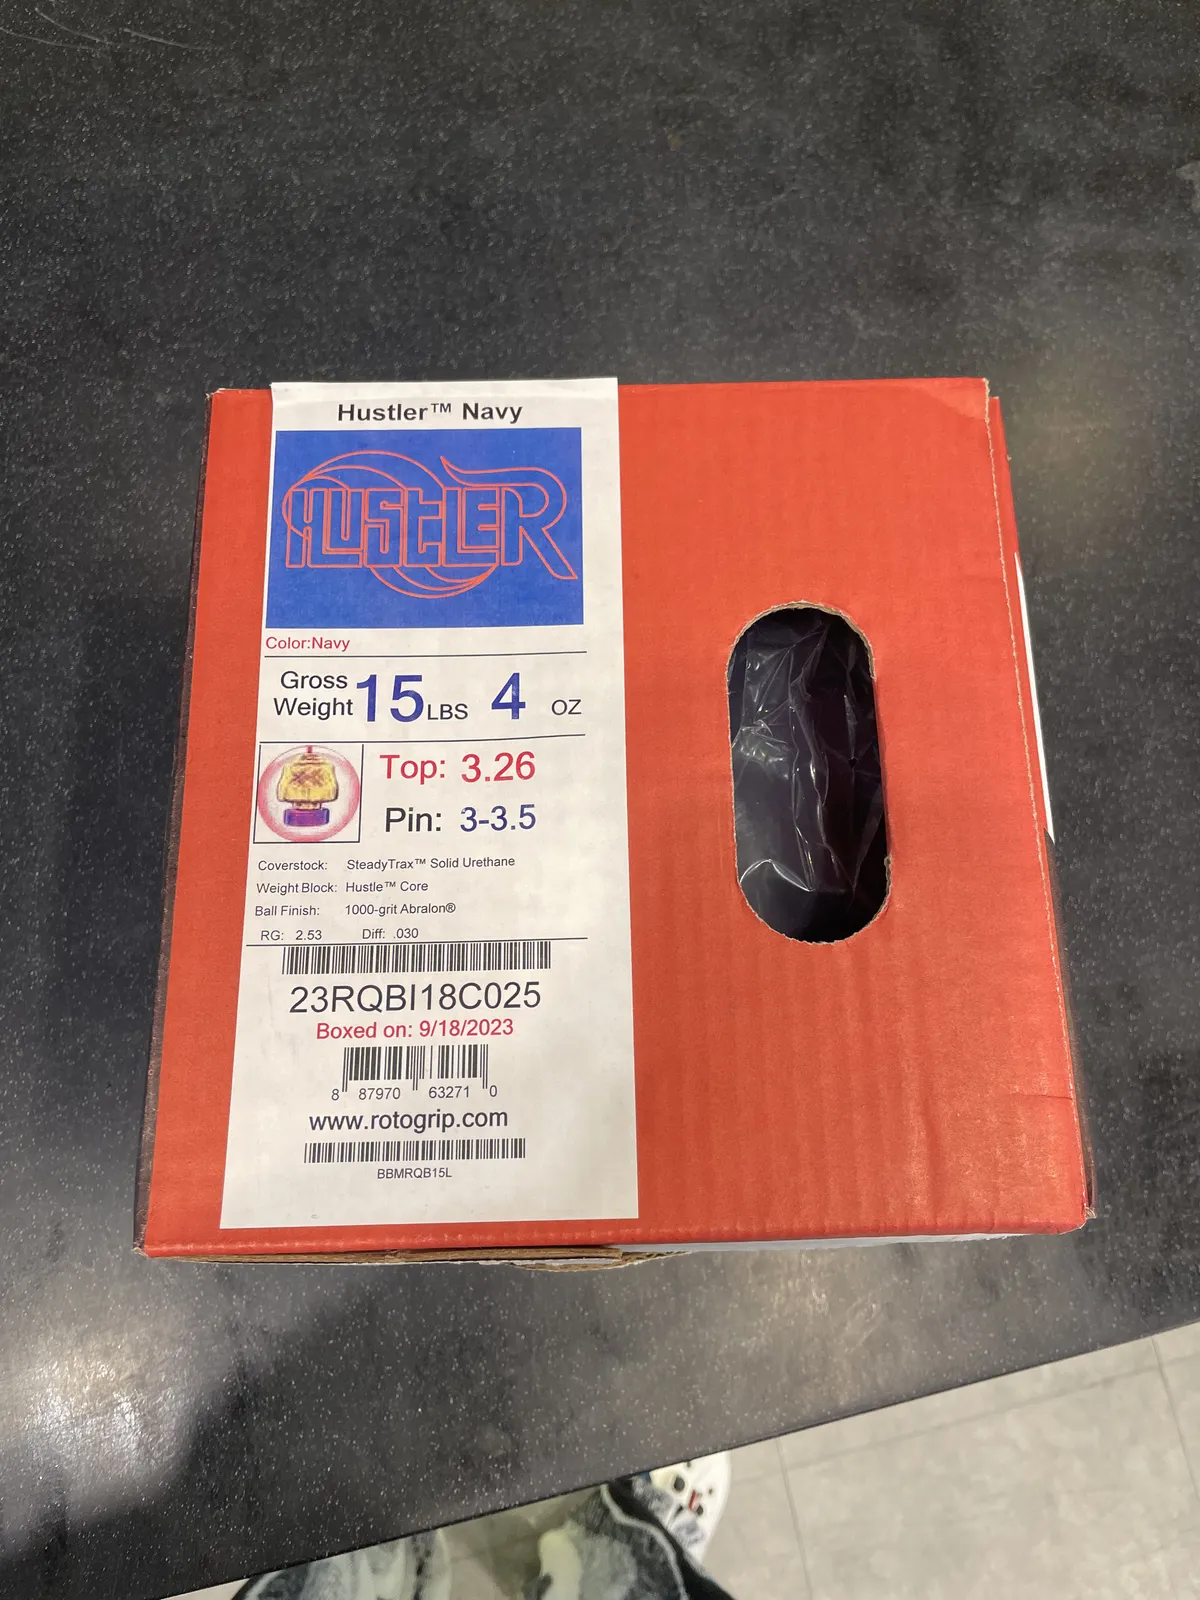 Hustler™ Navy
HUSTLER
Color:Navy
Gross Weight 15 LBS 4 OZ
Top: 3.26
Pin: 3-3.5
Coverstock: SteadyTrax™ Solid Urethane
Weight Block: Hustle™ Core
Ball Finish: 1000-grit Abralon®
RG: 2.53 Diff: .030
23RQBI18C025
Boxed on: 9/18/2023
8 87970 63271 0
www.rotogrip.com
BBMRQB15L